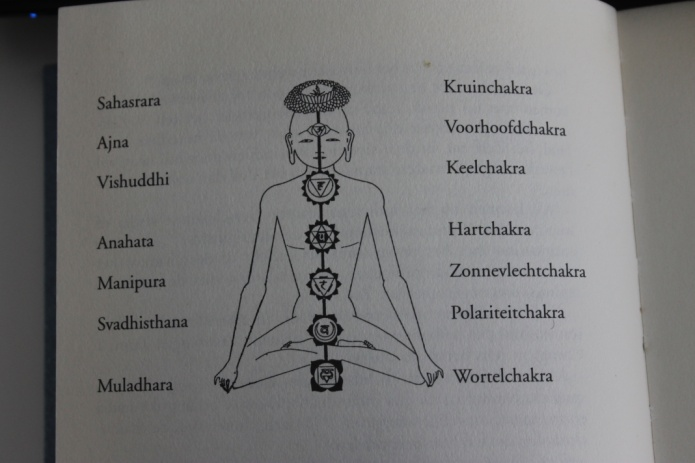 Sahasrara
Ajna
Vishuddhi
Anahata
Manipura
Svadhisthana
Muladhara
Kruinchakra
Voorhoofdchakra
Keelchakra
Hartchakra
Zonnevlechtchakra
Polariteitchakra
Wortelchakra